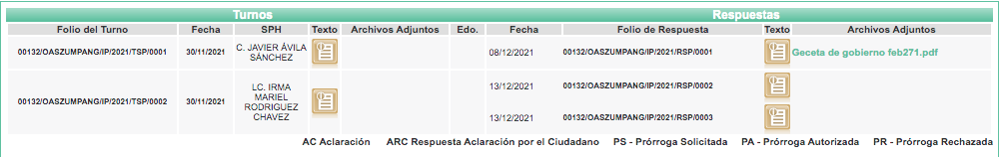 Turnos Respuestas
Folio del Turno Fecha SPH Texto Archivos Adjuntos Edo. Fecha Folio de Respuesta Texto Archivos Adjuntos
00132/OASZUMPANG/IP/2021/TSP/0001 30/11/2021 C. JAVIER ÁVILA SÁNCHEZ 08/12/2021 00132/OASZUMPANG/IP/2021/RSP/0001 Geceta de gobierno feb271.pdf
00132/OASZUMPANG/IP/2021/TSP/0002 30/11/2021 LC. IRMA MARIEL RODRIGUEZ CHAVEZ 13/12/2021 00132/OASZUMPANG/IP/2021/RSP/0002
13/12/2021 00132/OASZUMPANG/IP/2021/RSP/0003
AC Aclaración ARC Respuesta Aclaración por el Ciudadano PS - Prórroga Solicitada PA - Prórroga Autorizada PR - Prórroga Rechazada